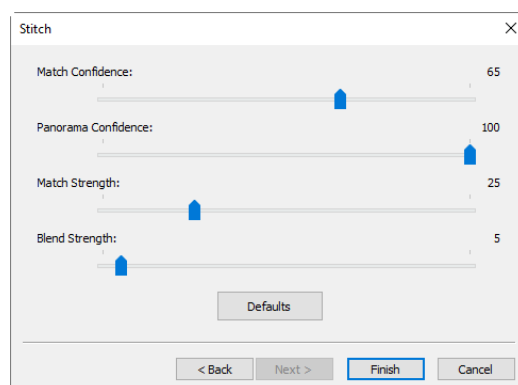 Stitch
Match Confidence: 65
Panorama Confidence: 100
Match Strength: 25
Blend Strength: 5
Defaults
< Back Next > Finish Cancel